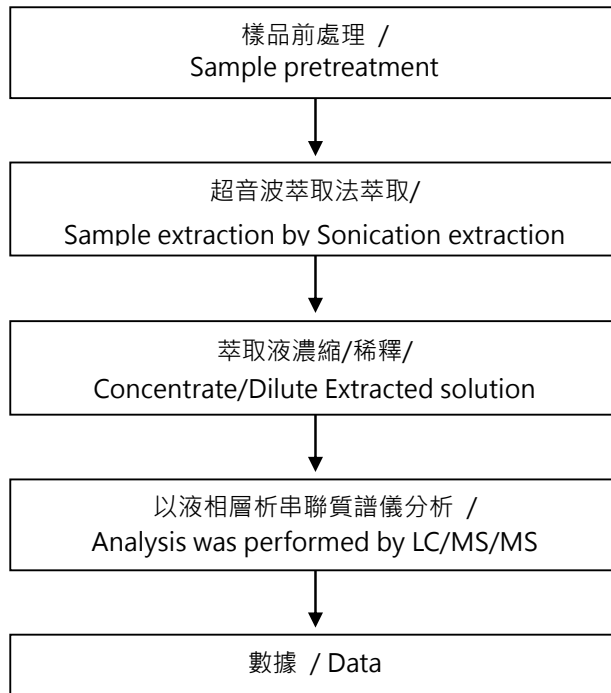 樣品前處理 /
Sample pretreatment
超音波萃取法萃取/
Sample extraction by Sonication extraction
萃取液濃縮/稀釋/
Concentrate/Dilute Extracted solution
以液相層析串聯質譜儀分析 /
Analysis was performed by LC/MS/MS
數據 / Data